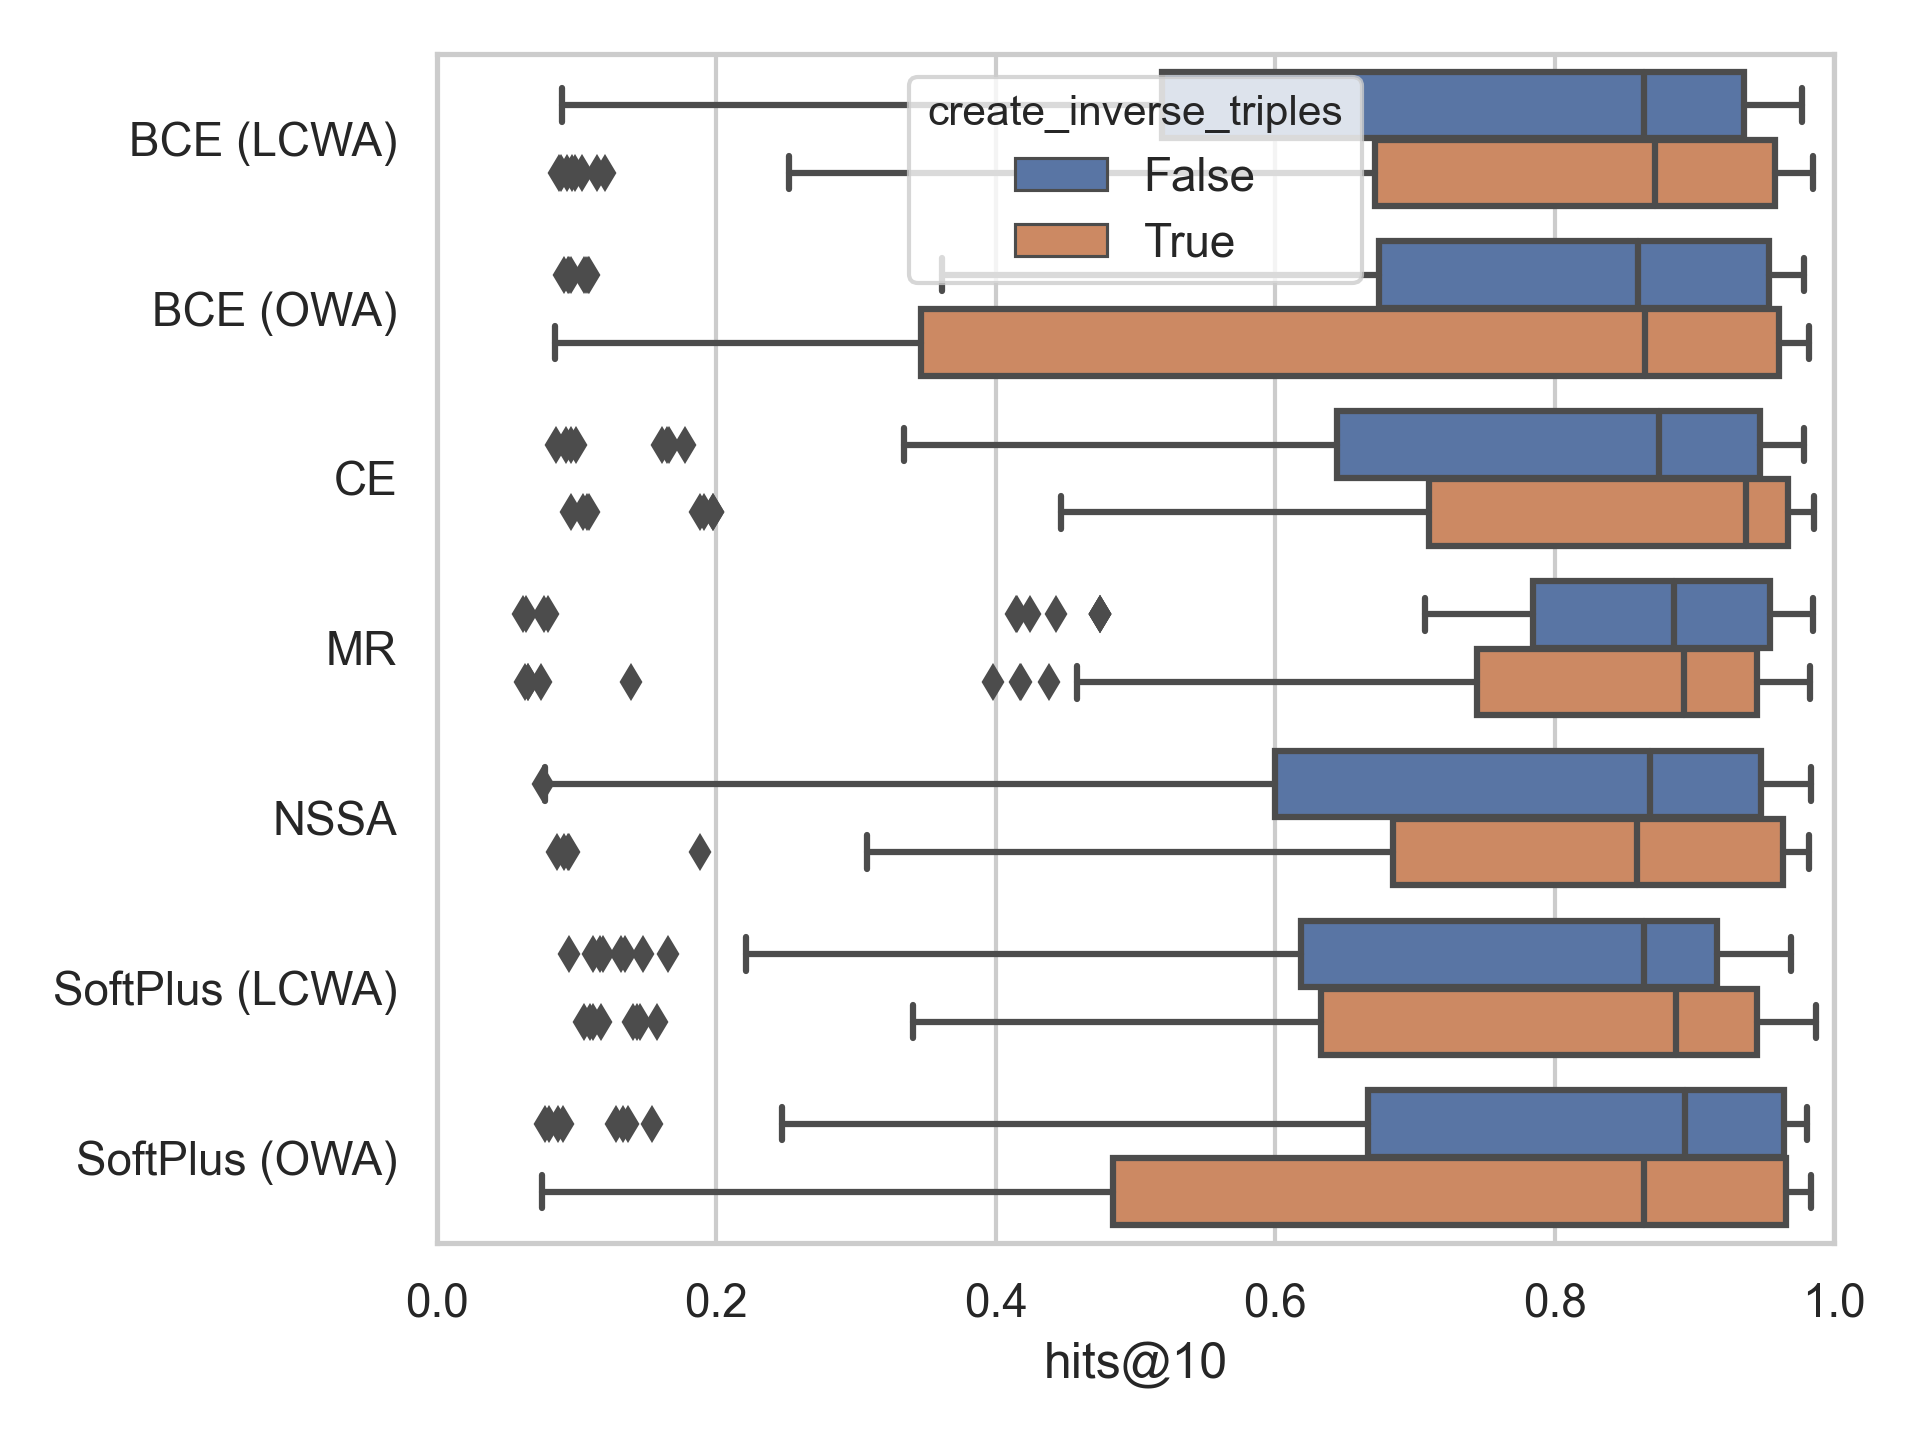 create_inverse_triples
False
True
BCE (LCWA)
BCE (OWA)
CE
MR
NSSA
SoftPlus (LCWA)
SoftPlus (OWA)
0.0 0.2 0.4 0.6 0.8 1.0
hits@10